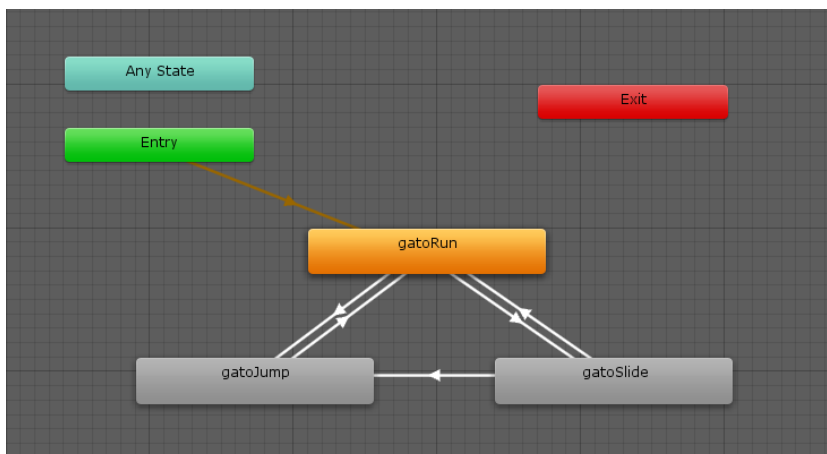 Any State
Exit
Entry
gatoRun
gatoJump
gatoSlide